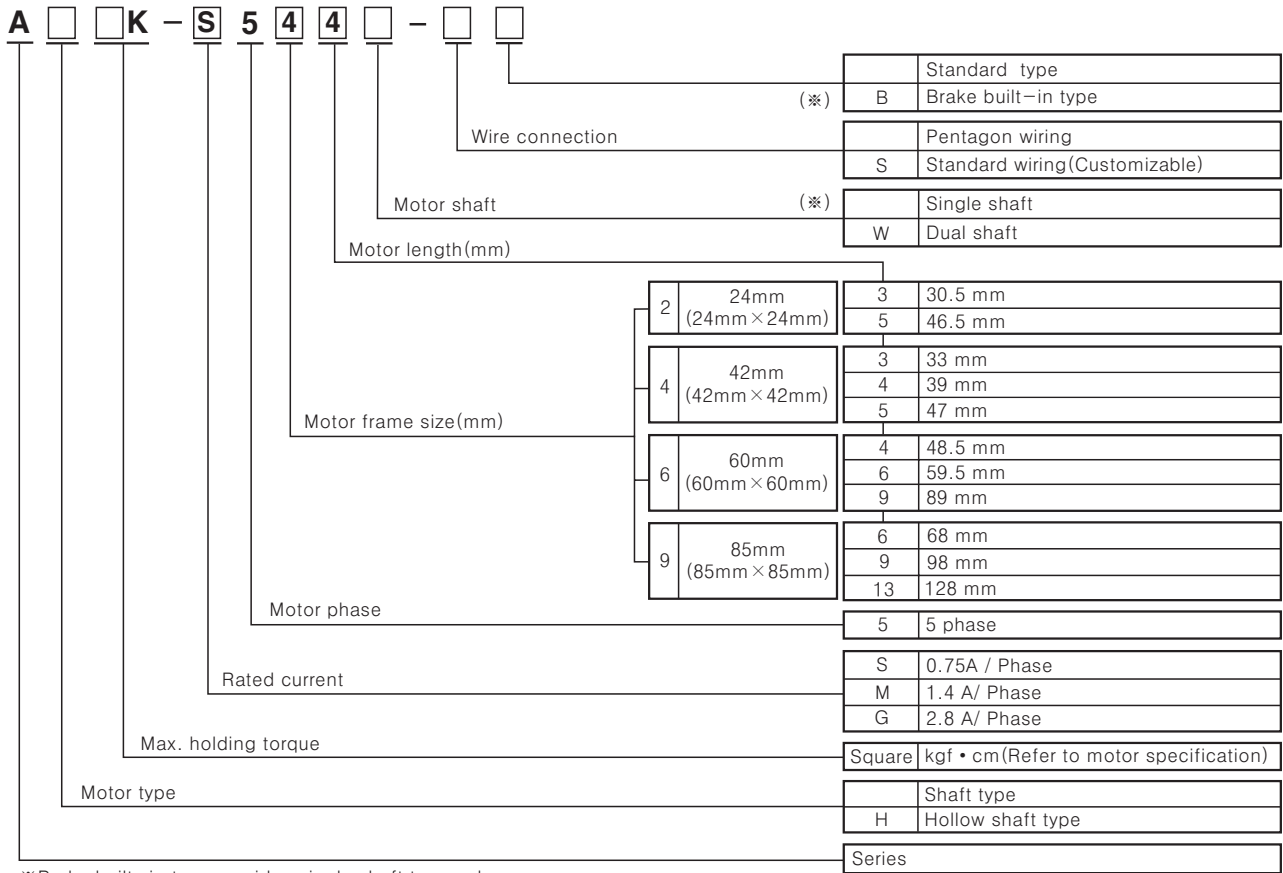 A □ □K - S 5 4 4 □ - □ □
Standard type
(※) B Brake built-in type
Wire connection
Pentagon wiring
S Standard wiring(Customizable)
Motor shaft (※)
Single shaft
W Dual shaft
Motor length(mm)
2 24mm (24mm×24mm)
3 30.5 mm
5 46.5 mm
4 42mm (42mm×42mm)
3 33 mm
4 39 mm
5 47 mm
Motor frame size(mm)
6 60mm (60mm×60mm)
4 48.5 mm
6 59.5 mm
9 89 mm
9 85mm (85mm×85mm)
6 68 mm
9 98 mm
13 128 mm
Motor phase
5 5 phase
Rated current
S 0.75A / Phase
M 1.4 A/ Phase
G 2.8 A/ Phase
Max. holding torque
Square kgf•cm(Refer to motor specification)
Motor type
Shaft type
H Hollow shaft type
Series